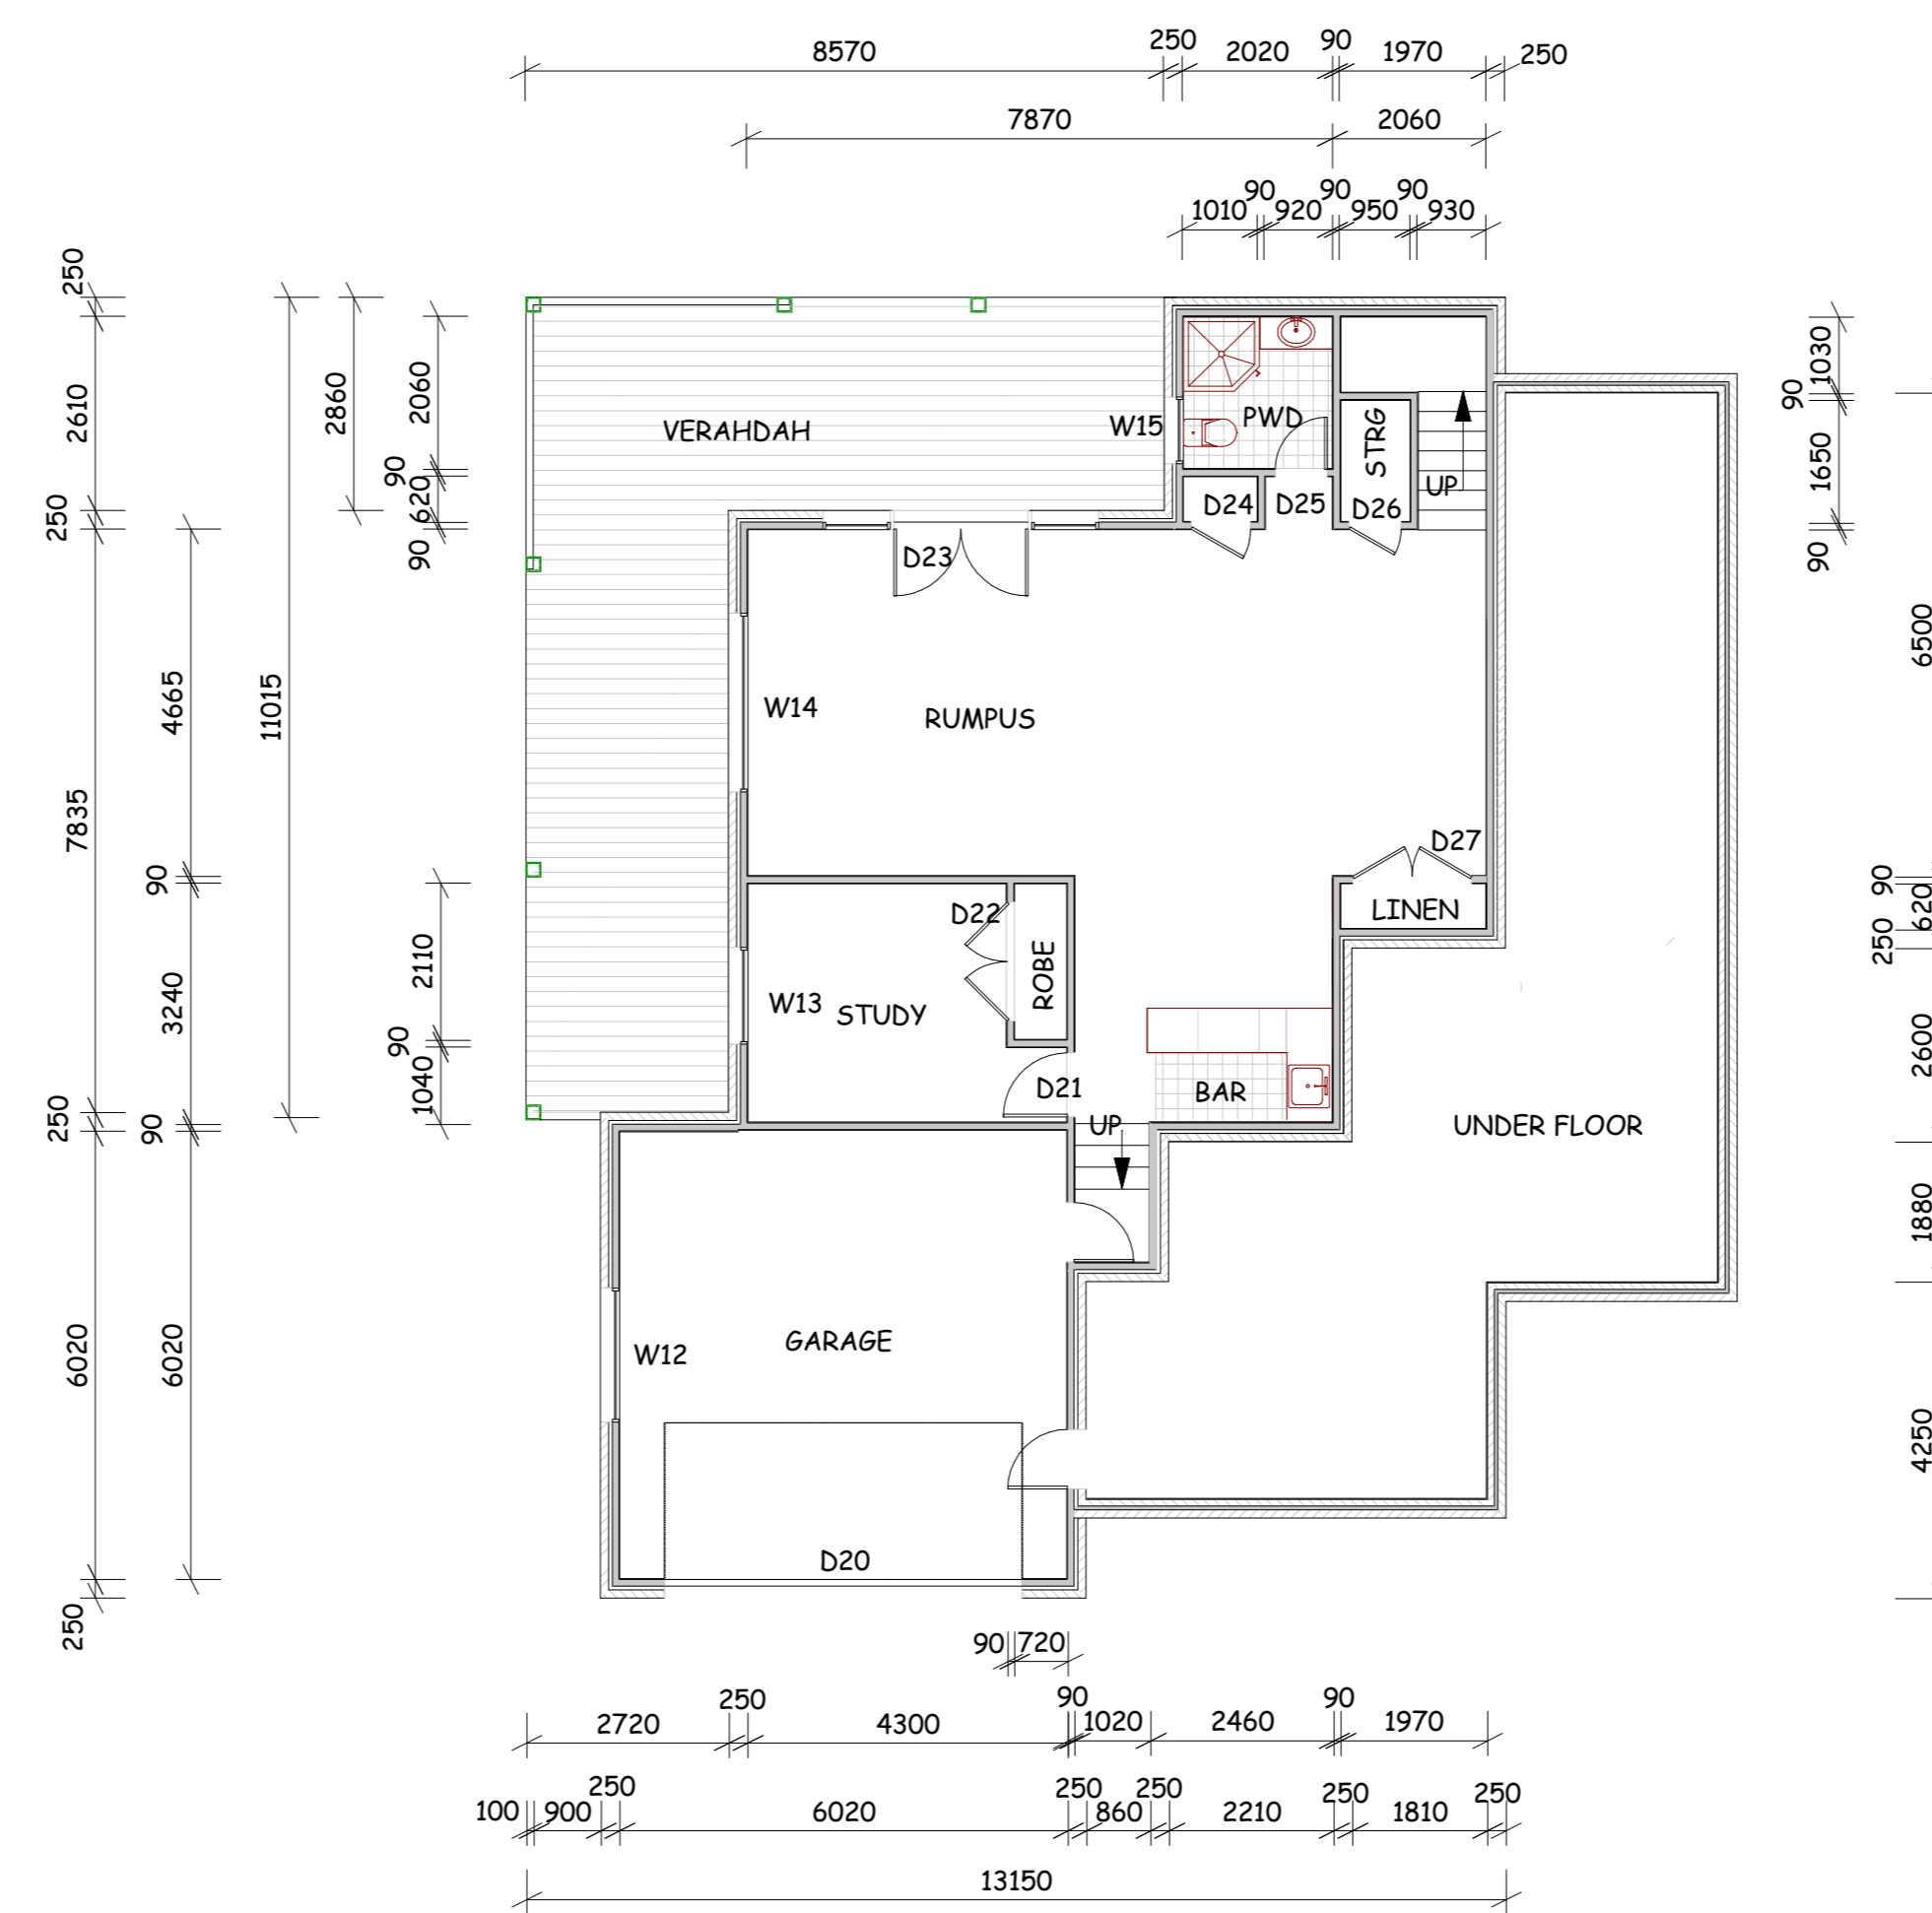 8570
250
2020
90
1970
250
7870
2060
90
90
90
1010
920
950
930
250
2610
250
7835
250
6020
250
4665
90
3240
90
6020
11015
2860
2060
90
620
90
2110
90
1040
VERAHDAH
W15
PWD
STRG
UP
D24
D25
D26
D23
W14
RUMPUS
D27
LINEN
D22
ROBE
W13
STUDY
D21
BAR
UP
UNDER FLOOR
W12
GARAGE
D20
1030
90
1650
90
6500
90
620
250
2600
1880
4250
90
720
250
90
90
2720
4300
1020
2460
1970
250
250
250
250
250
100
900
6020
860
2210
1810
13150